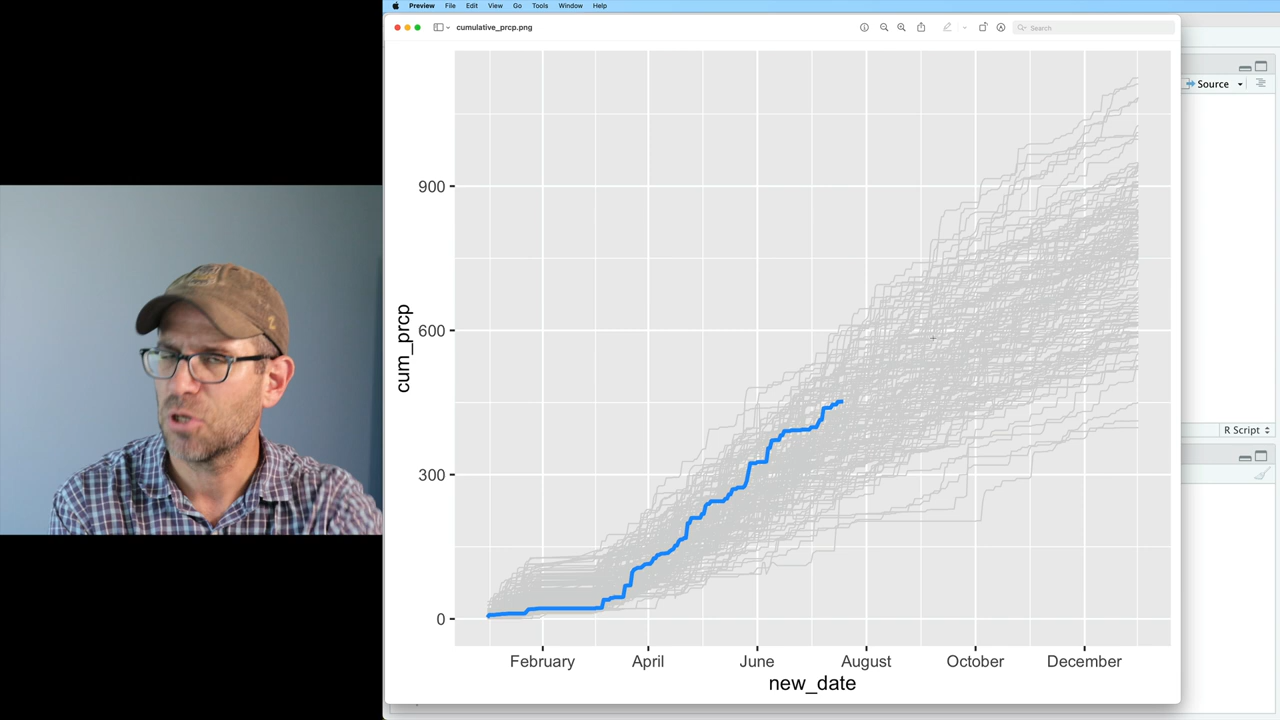 Preview File Edit View Go Tools Window Help
cumulative_prcp.png
Search
Source
900
600
300
0
cum_prcp
February April June August October December
new_date
R Script